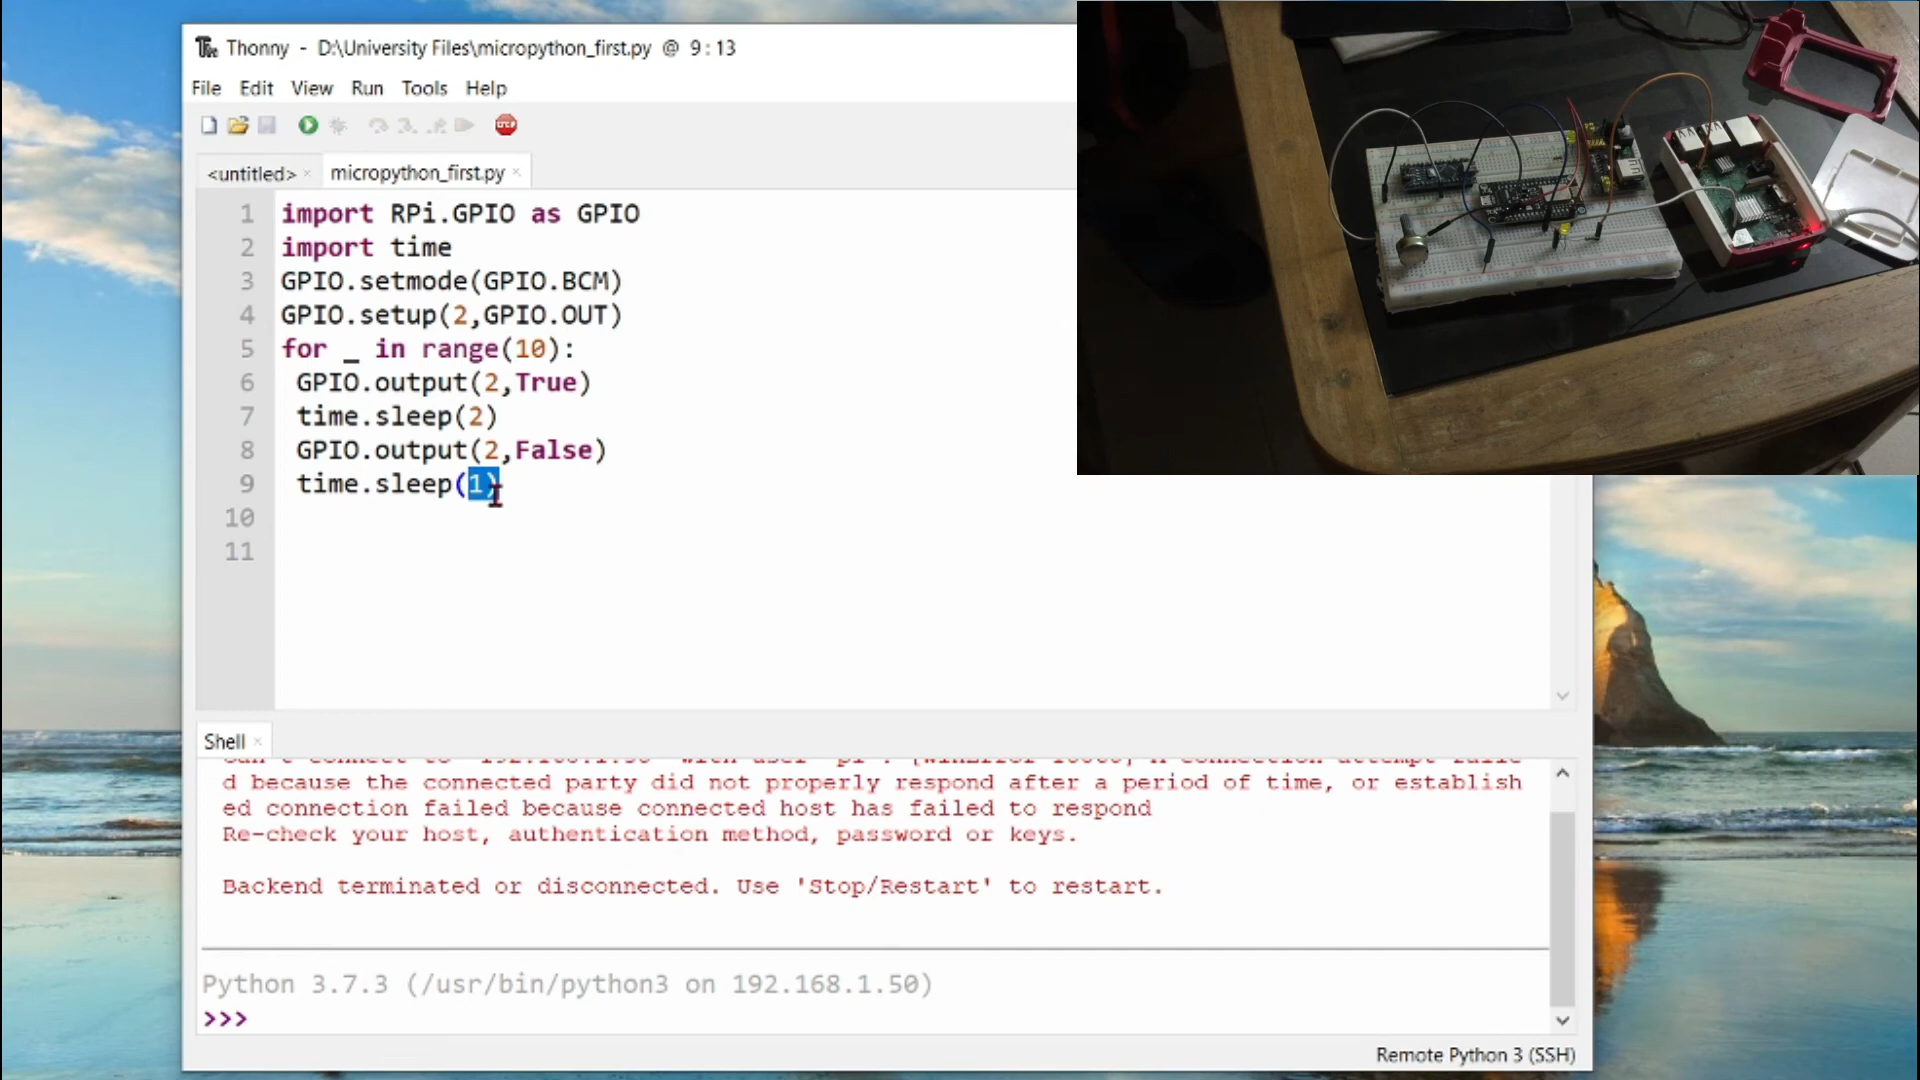 Thonny - D:\University Files\micropython_first.py @ 9:13
File Edit View Run Tools Help
<untitled> × micropython_first.py ×
1 import RPi.GPIO as GPIO
2 import time
3 GPIO.setmode(GPIO.BCM)
4 GPIO.setup(2,GPIO.OUT)
5 for _ in range(10):
6 GPIO.output(2,True)
7 time.sleep(2)
8 GPIO.output(2,False)
9 time.sleep(1)
10
11
Shell ×
d because the connected party did not properly respond after a period of time, or establish
ed connection failed because connected host has failed to respond
Re-check your host, authentication method, password or keys.
Backend terminated or disconnected. Use 'Stop/Restart' to restart.
Python 3.7.3 (/usr/bin/python3 on 192.168.1.50)
>>>
Remote Python 3 (SSH)